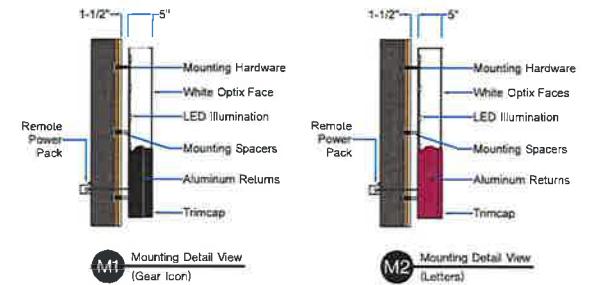 1-1/2" 5"
Mounting Hardware
White Optix Face
LED Illumination
Remote
Power
Pack
Mounting Spacers
Aluminum Returns
Trimcap
M1 Mounting Detail View
(Gear Icon)
1-1/2" 5"
Mounting Hardware
White Optix Faces
LED Illumination
Remote
Power
Pack
Mounting Spacers
Aluminum Returns
Trimcap
M2 Mounting Detail View
(Letters)